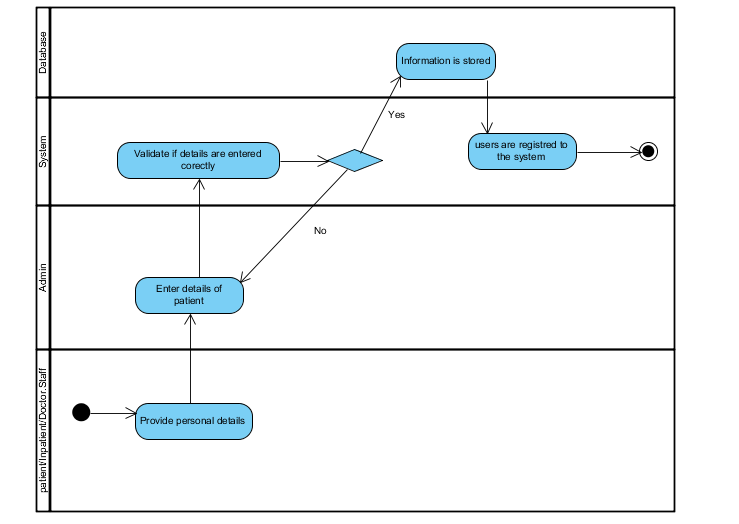 Database
Information is stored
Yes
System
Validate if details are entered
corectly
users are registred to
the system
No
Admin
Enter details of
patient
patient/Inpatient/Doctor.Staff
Provide personal details